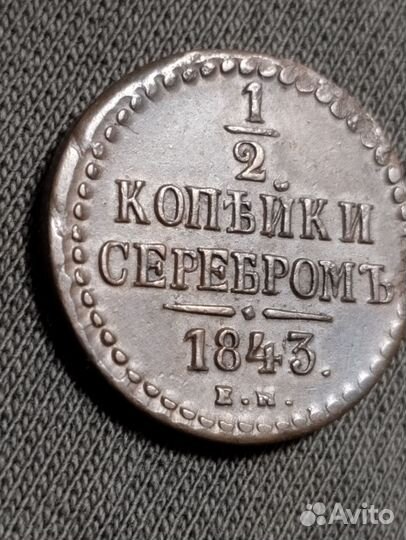 1
2
КОПѢЙКИ
СЕРЕБРОМЪ
1843.
Е.М.
Avito